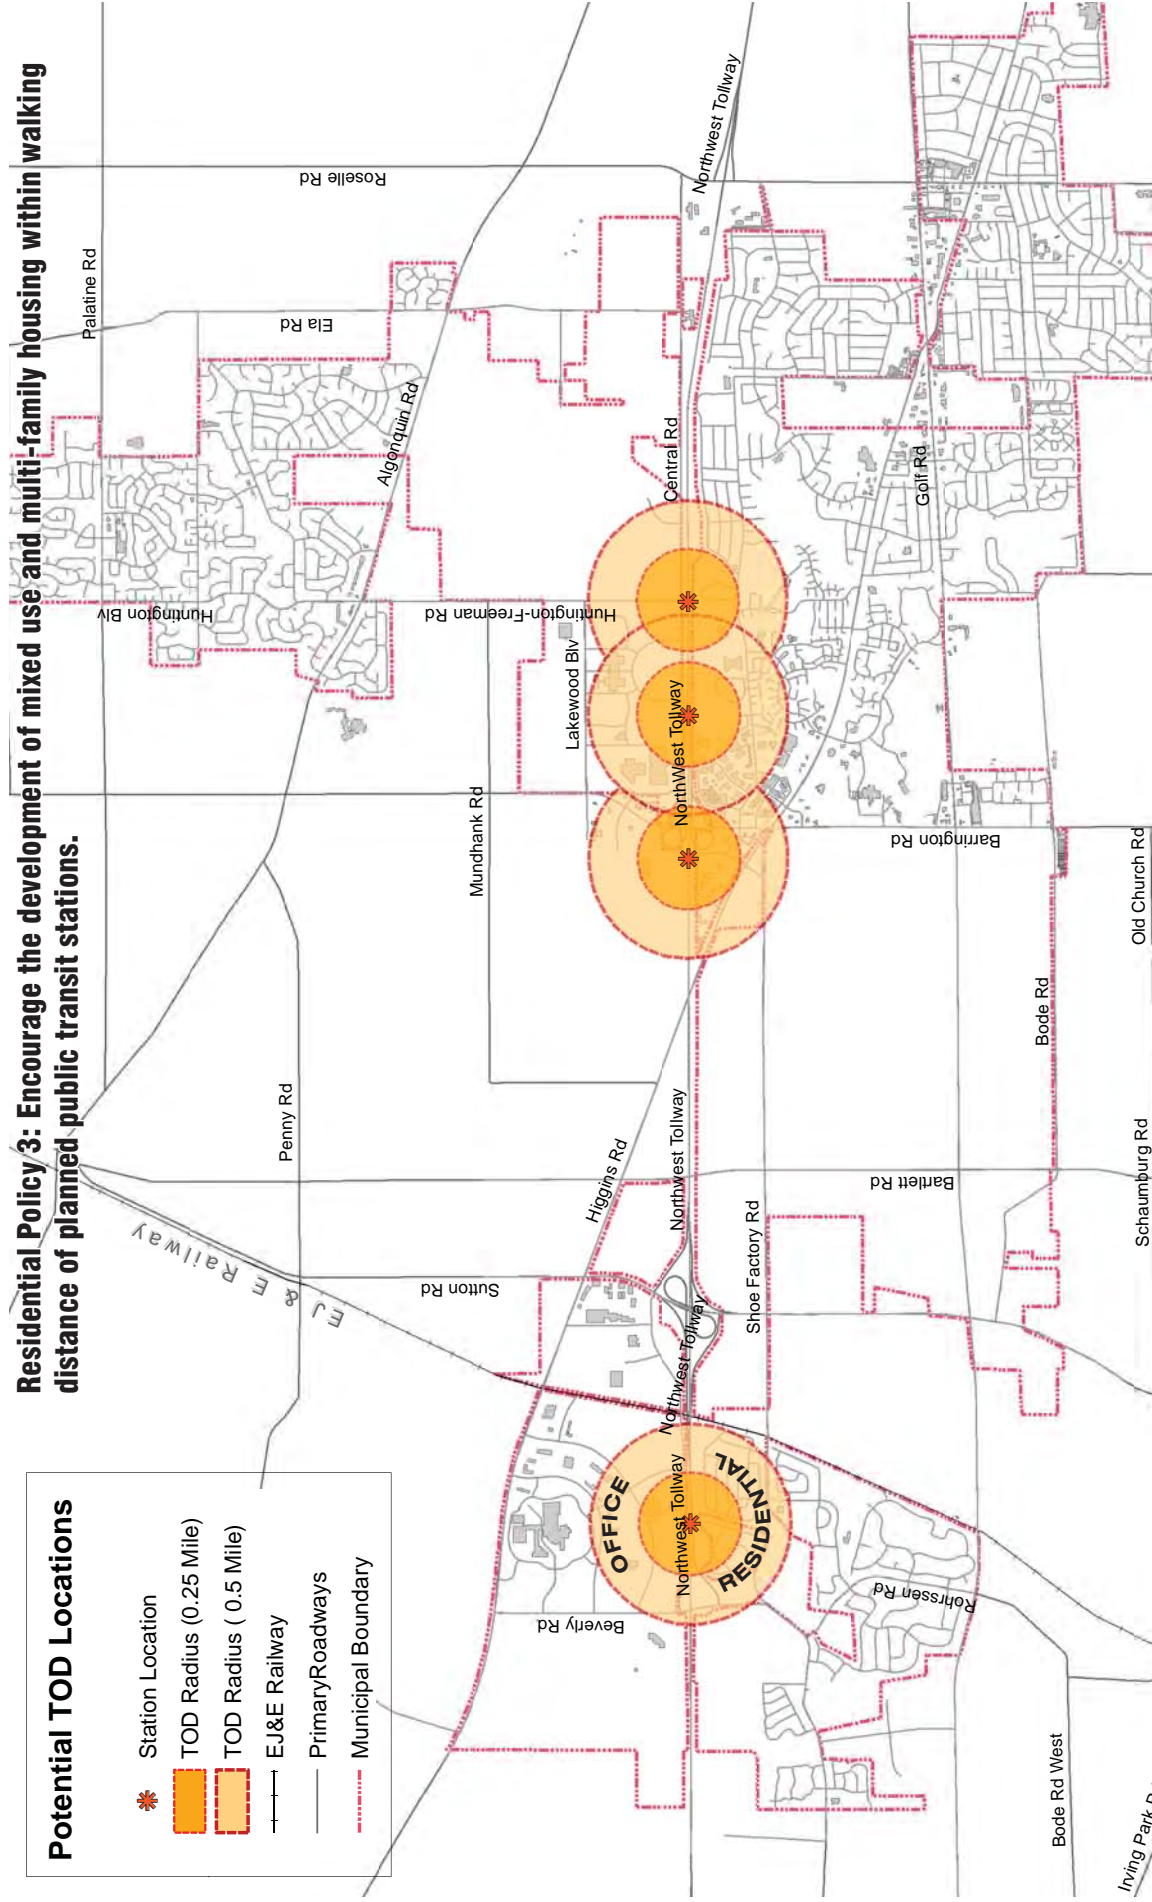 Residential Policy 3: Encourage the development of mixed use and multi-family housing within walking
distance of planned public transit stations.
Potential TOD Locations
Station Location
TOD Radius (0.25 Mile)
TOD Radius ( 0.5 Mile)
EJ&E Railway
PrimaryRoadways
Municipal Boundary
EJ & E Railway
Palatine Rd
Roselle Rd
Ela Rd
Algonquin Rd
Huntington Blv
Penny Rd
Sutton Rd
Mundhank Rd
Huntington-Freeman Rd
Lakewood Blv
Central Rd
Northwest Tollway
Higgins Rd
NorthWest Tollway
Northwest Tollway
Northwest Tollway
Northwest Tollway
OFFICE
RESIDENTIAL
Beverly Rd
Shoe Factory Rd
Golf Rd
Barrington Rd
Bartlett Rd
Rohrssen Rd
Bode Rd
Bode Rd West
Old Church Rd
Schaumburg Rd
Irving Park